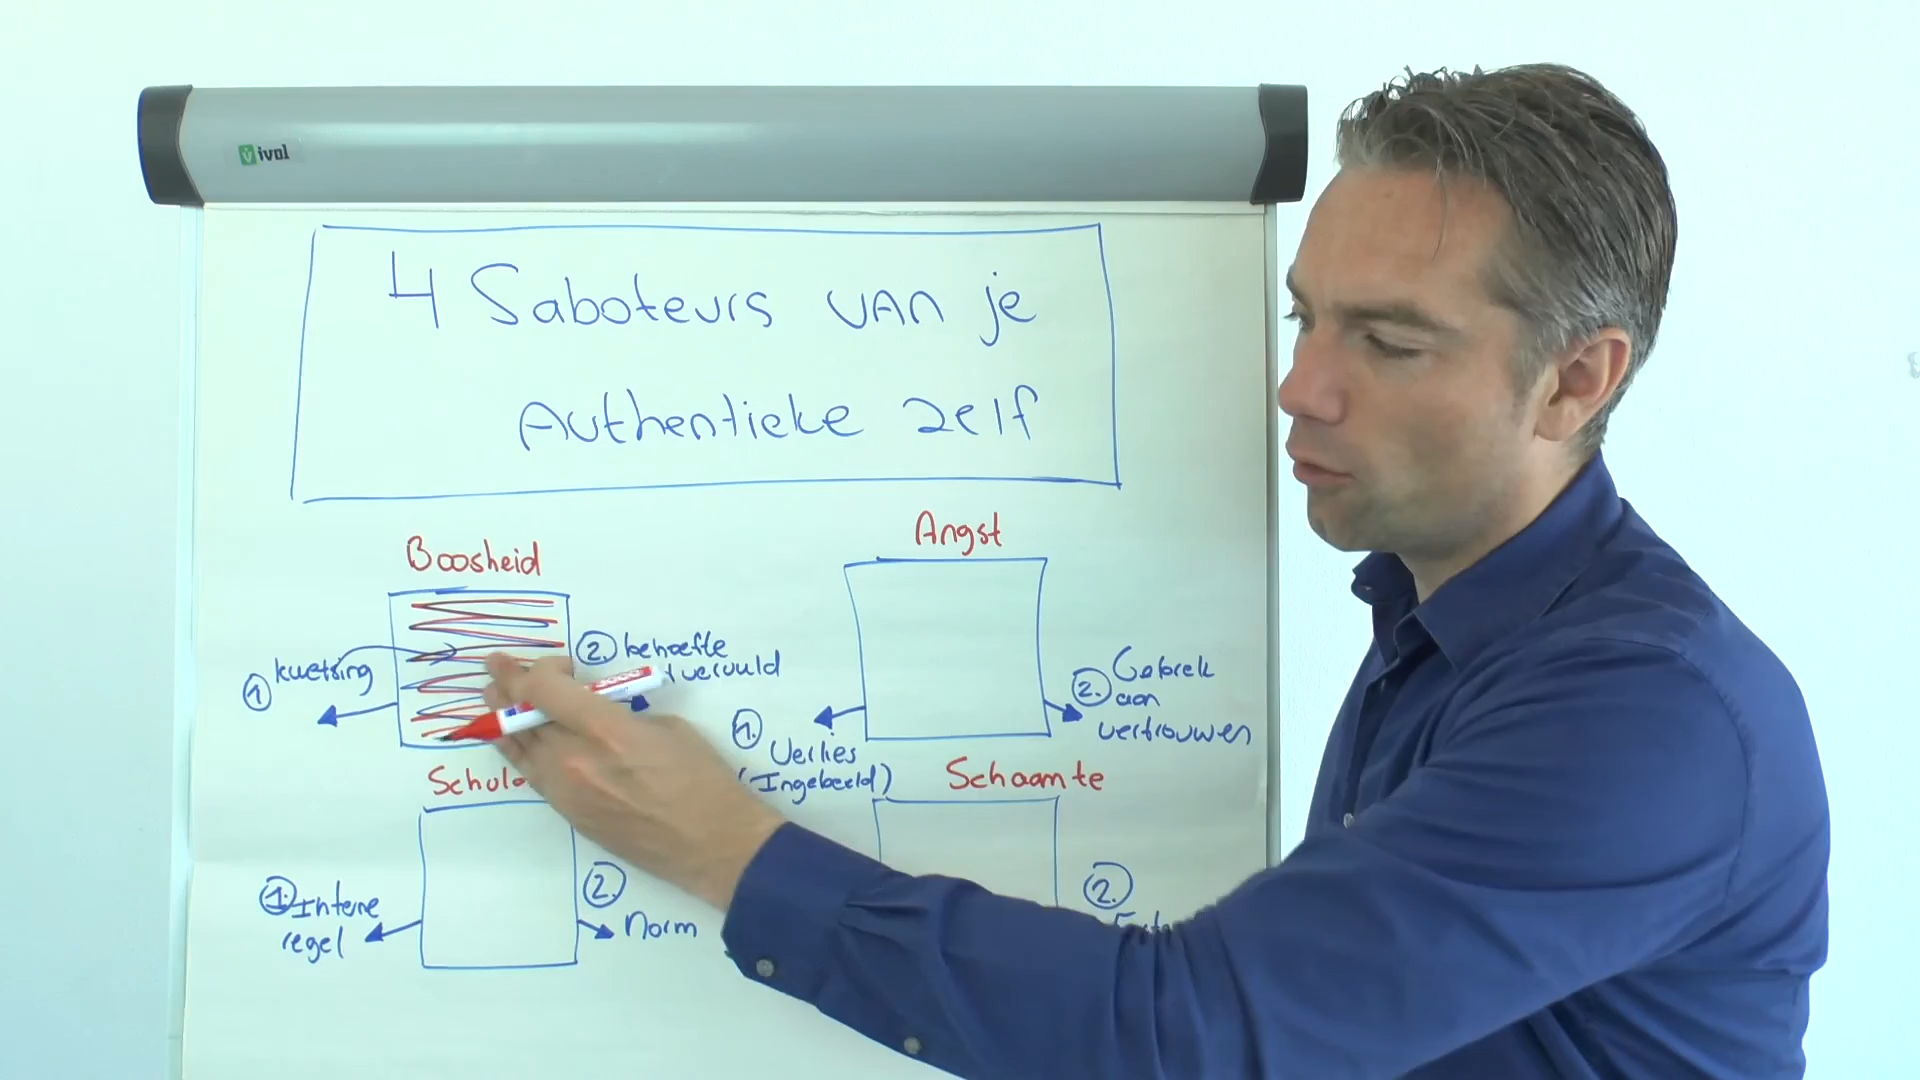 ivol
4 Saboteurs van je
Authentieke zelf
Boosheid
1 kwetsing
2. behoefte
vervuld
Angst
1. Verlies
(Ingebeeld)
2. Gebrek
aan
vertrouwen
Schuld
1. Interne
regel
2.
Norm
Schaamte
2.